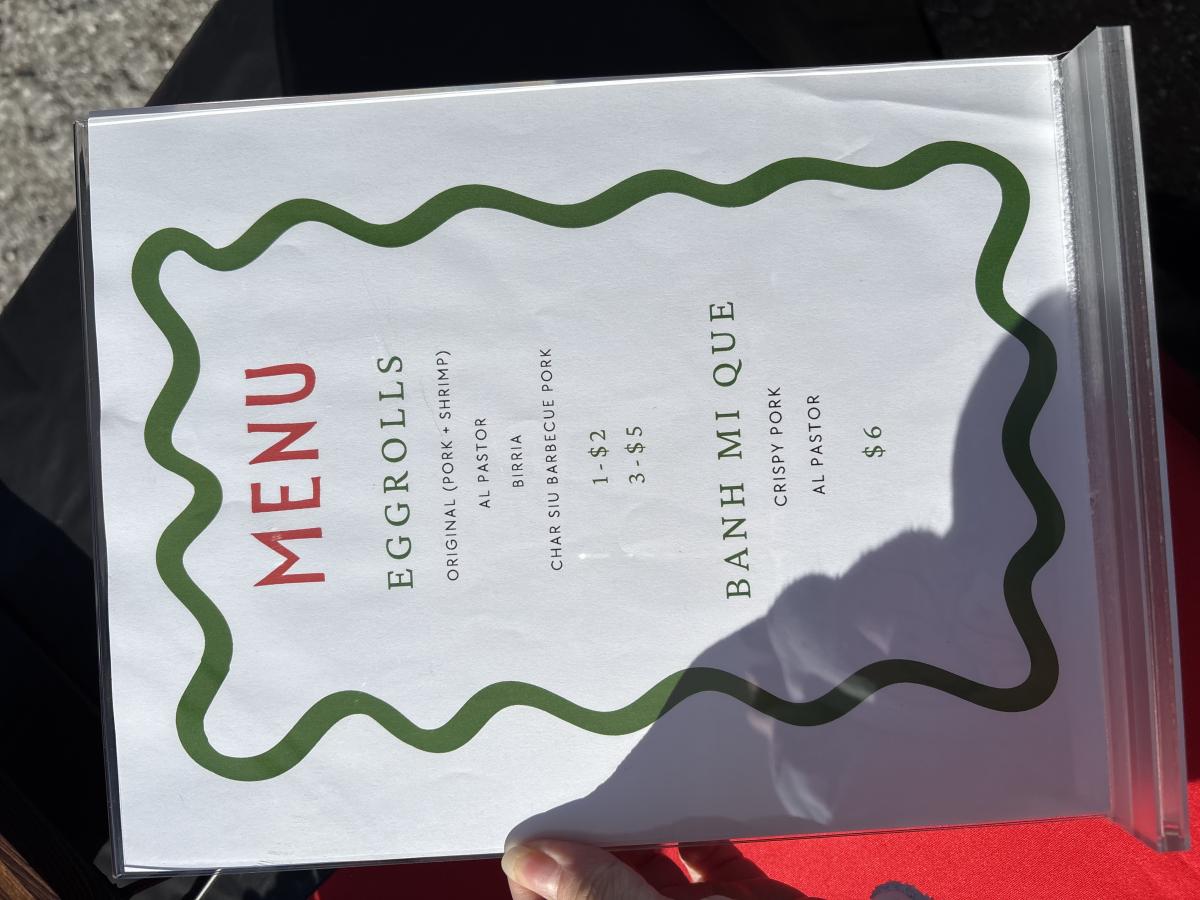 MENU
EGGROLLS
ORIGINAL (PORK + SHRIMP)
AL PASTOR
BIRRIA
CHAR SIU BARBECUE PORK
1-$2
3-$5
BANH MI QUE
CRISPY PORK
AL PASTOR
$6